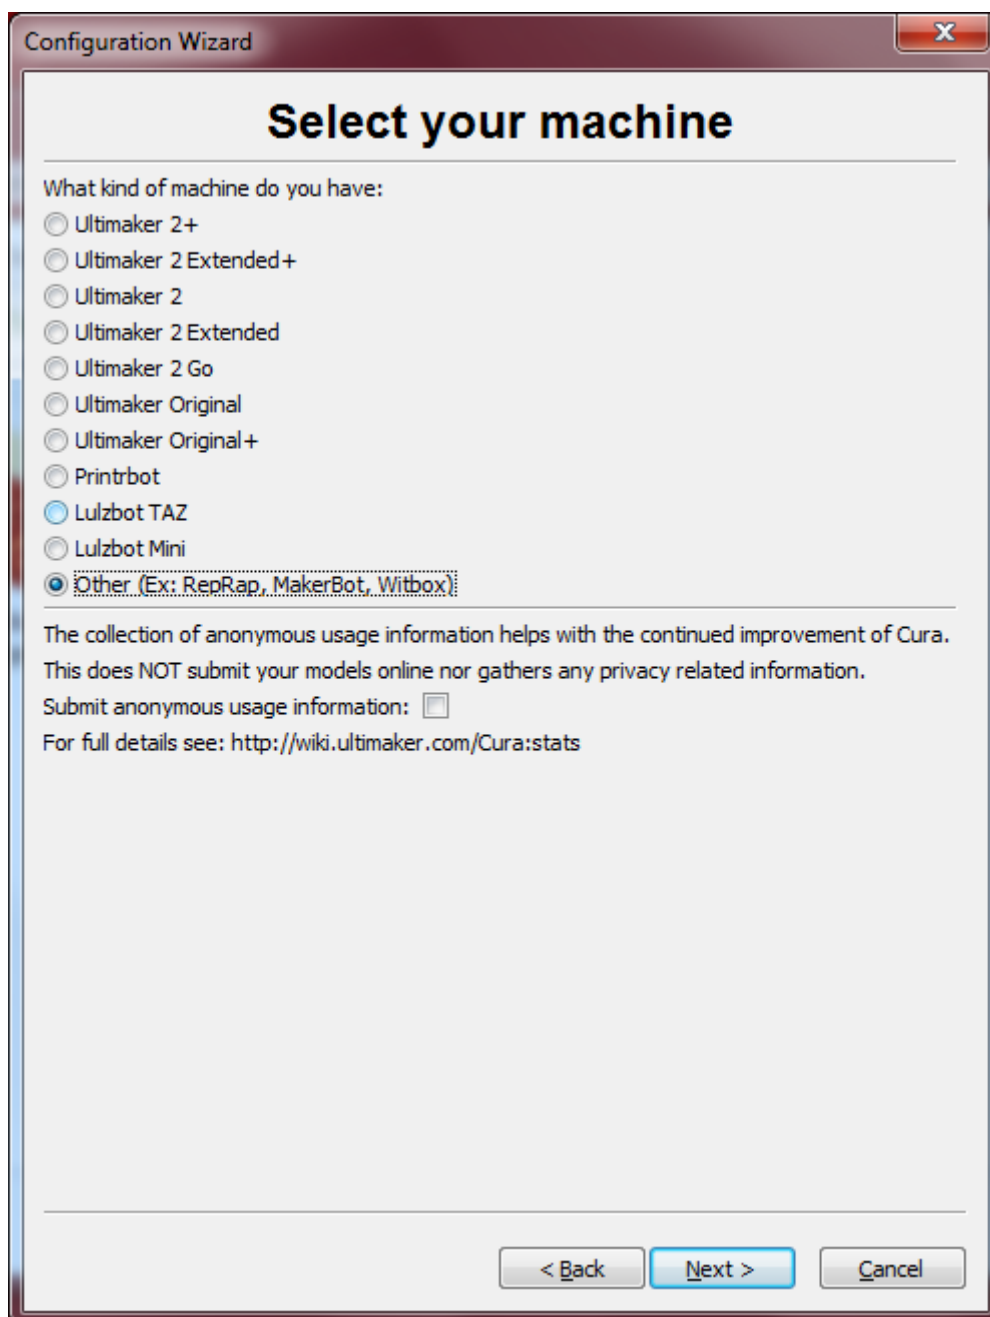 Configuration Wizard
Select your machine
What kind of machine do you have:
Ultimaker 2+
Ultimaker 2 Extended+
Ultimaker 2
Ultimaker 2 Extended
Ultimaker 2 Go
Ultimaker Original
Ultimaker Original+
Printrbot
Lulzbot TAZ
Lulzbot Mini
Other (Ex: RepRap, MakerBot, Witbox)
The collection of anonymous usage information helps with the continued improvement of Cura.
This does NOT submit your models online nor gathers any privacy related information.
Submit anonymous usage information:
For full details see: http://wiki.ultimaker.com/Cura:stats
< Back Next > Cancel